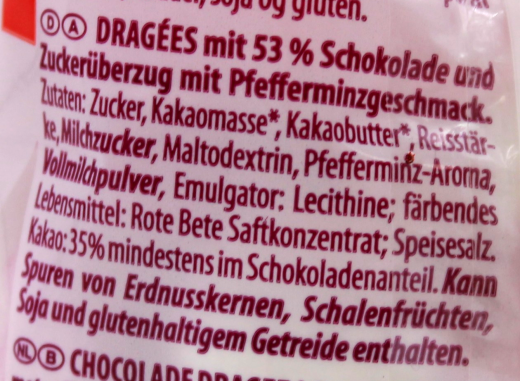 soja og gluten.
Ⓓ Ⓐ DRAGÉES mit 53 % Schokolade und
Zuckerüberzug mit Pfefferminzgeschmack.
Zutaten: Zucker, Kakaomasse*, Kakaobutter*, Reisstär-
ke, Milchzucker, Maltodextrin, Pfefferminz-Aroma,
Vollmilchpulver, Emulgator: Lecithine; färbendes
Lebensmittel: Rote Bete Saftkonzentrat; Speisesalz.
Kakao: 35% mindestens im Schokoladenanteil. Kann
Spuren von Erdnusskernen, Schalenfrüchten,
Soja und glutenhaltigem Getreide enthalten.
NL B CHOCOLADE